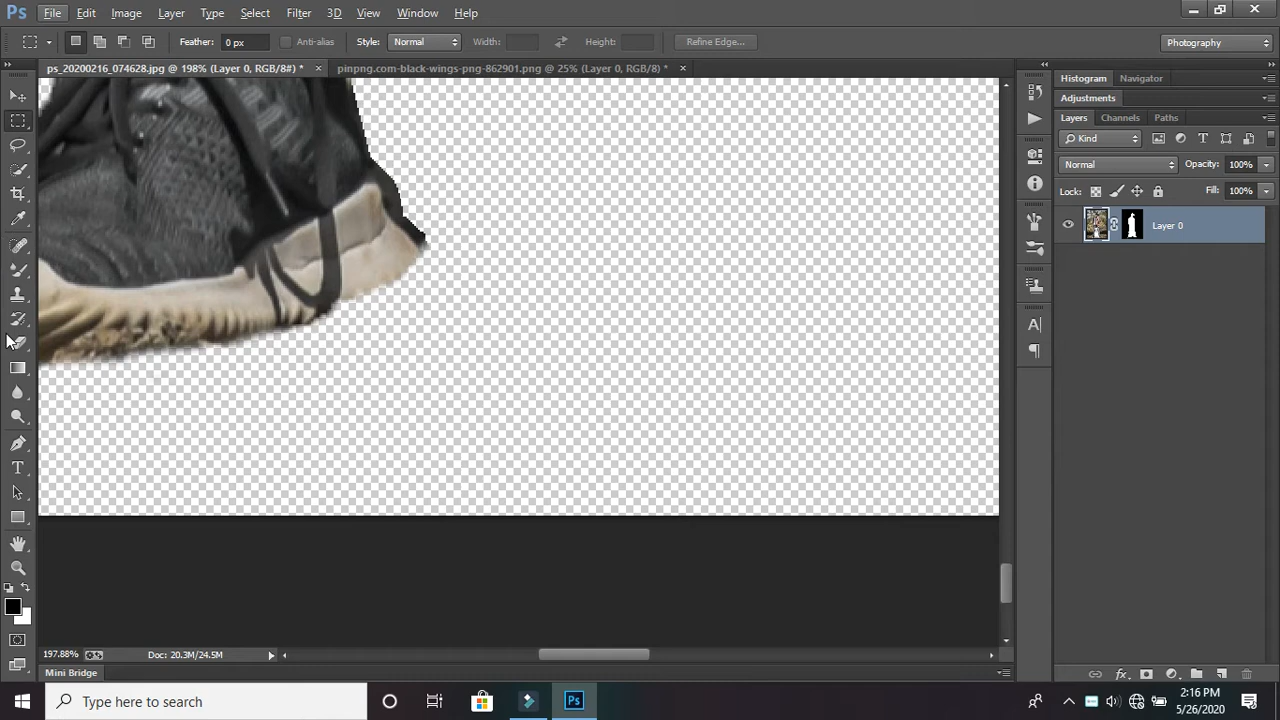 Ps File Edit Image Layer Type Select Filter 3D View Window Help
Feather: 0 px Anti-alias Style: Normal Width: Height: Refine Edge... Photography
ps_20200216_074628.jpg @ 198% (Layer 0, RGB/8#) * × pinpng.com-black-wings-png-862901.png @ 25% (Layer 0, RGB/8) * ×
Histogram Navigator
Adjustments
Layers Channels Paths
Kind
Normal Opacity: 100%
Lock: Fill: 100%
Layer 0
197.88% Doc: 20.3M/24.5M
Mini Bridge
Type here to search
Ps
2:16 PM
5/26/2020